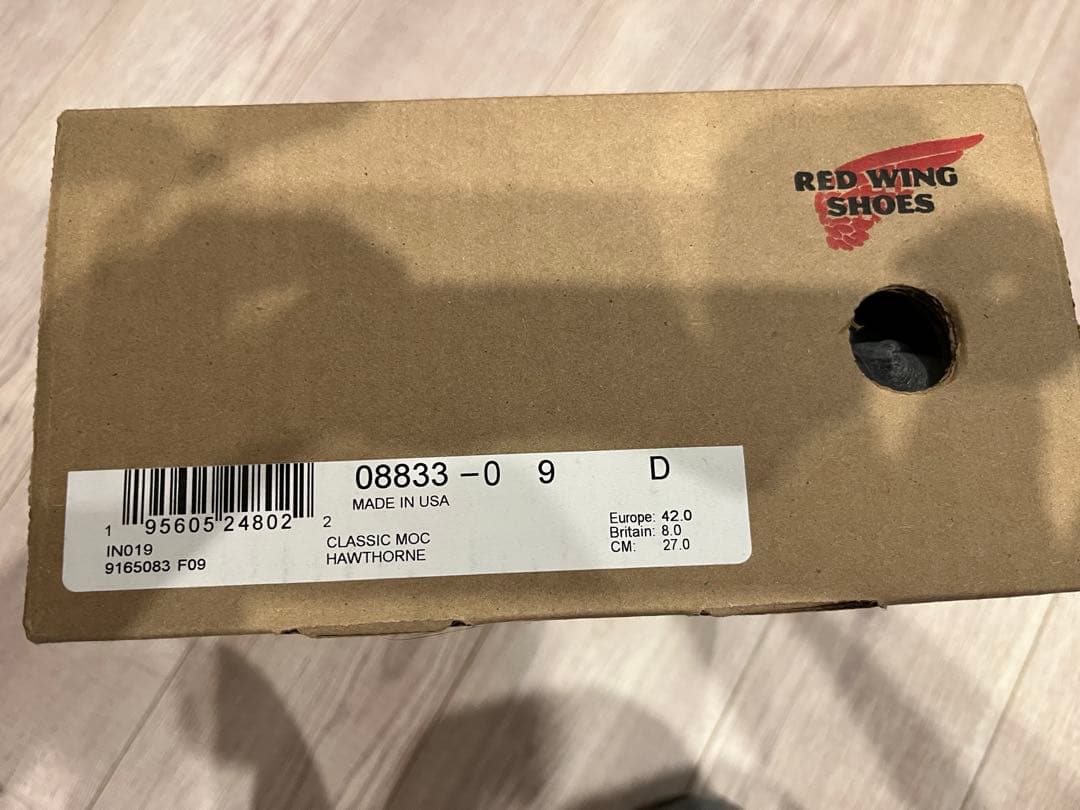 RED WING
SHOES
08833-0 9 D
MADE IN USA
1 95605 24802 2
IN019
9165083 F09
CLASSIC MOC
HAWTHORNE
Europe: 42.0
Britain: 8.0
CM: 27.0